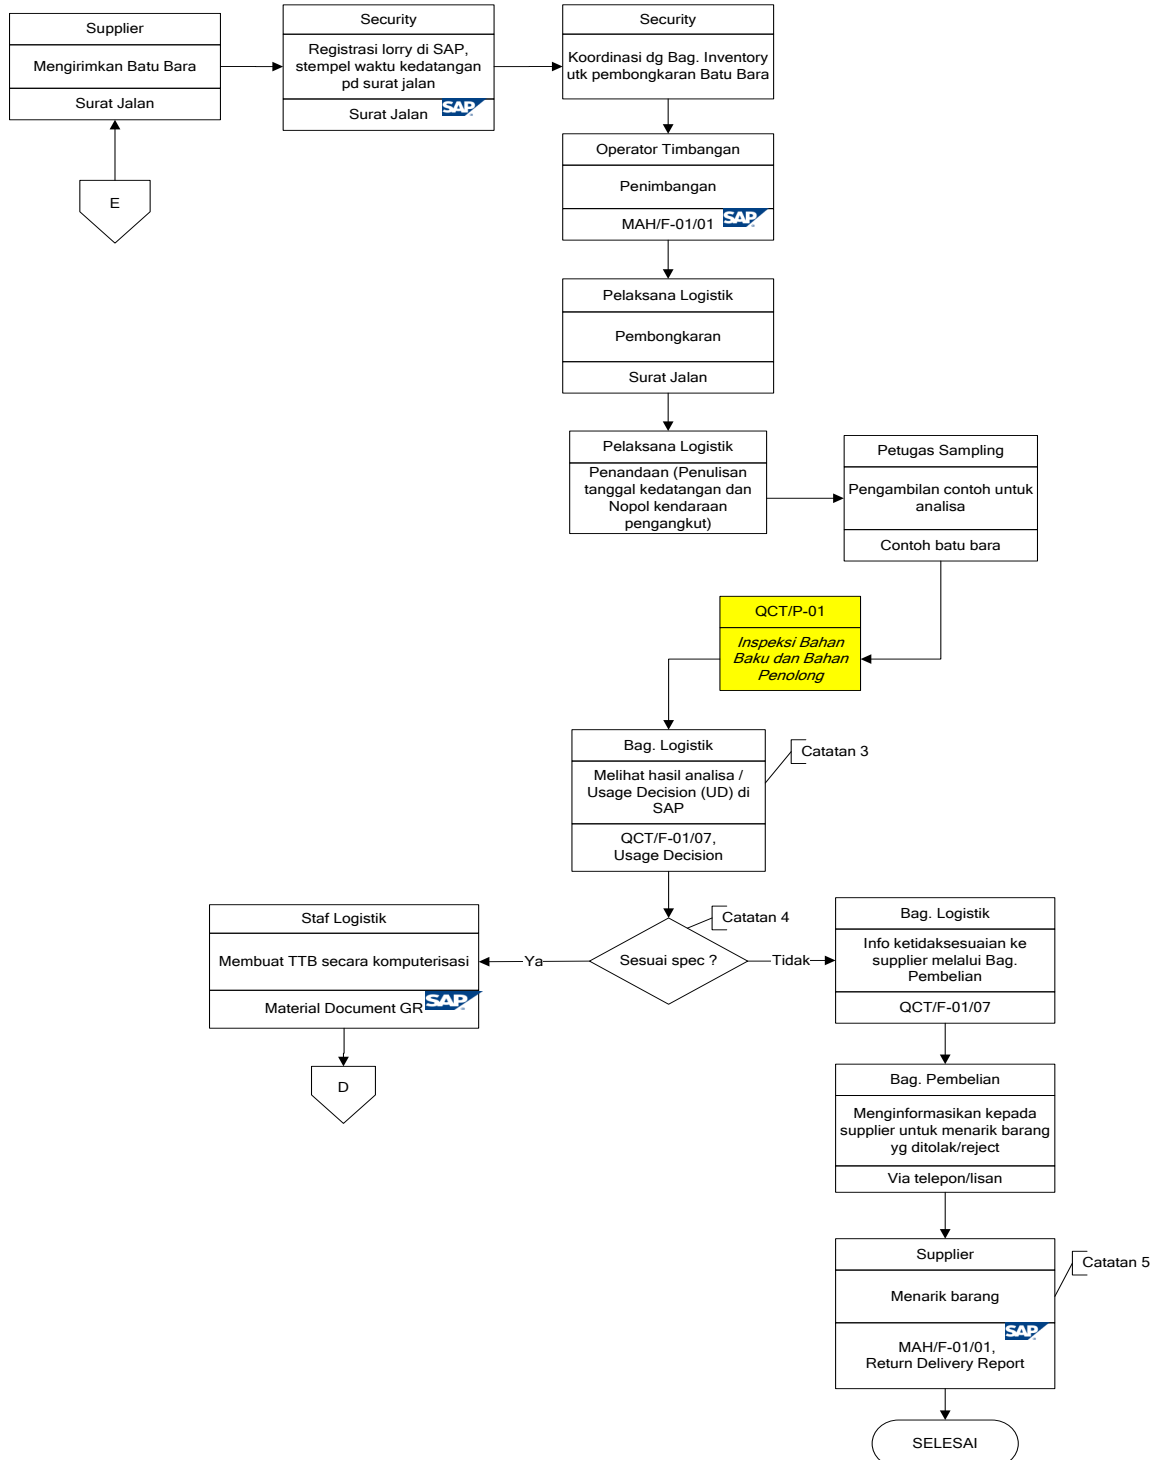 Supplier
Mengirimkan Batu Bara
Surat Jalan
E
Security
Registrasi lorry di SAP,
stempel waktu kedatangan
pd surat jalan
Surat Jalan
SAP
Security
Koordinasi dg Bag. Inventory
utk pembongkaran Batu Bara
Operator Timbangan
Penimbangan
MAH/F-01/01
SAP
Pelaksana Logistik
Pembongkaran
Surat Jalan
Pelaksana Logistik
Penandaan (Penulisan
tanggal kedatangan dan
Nopol kendaraan
pengangkut)
Petugas Sampling
Pengambilan contoh untuk
analisa
Contoh batu bara
QCT/P-01
Inspeksi Bahan
Baku dan Bahan
Penolong
Bag. Logistik
Melihat hasil analisa /
Usage Decision (UD) di
SAP
QCT/F-01/07,
Usage Decision
Catatan 3
Sesuai spec ?
Catatan 4
Ya
Tidak
Staf Logistik
Membuat TTB secara komputerisasi
Material Document GR
SAP
D
Bag. Logistik
Info ketidaksesuaian ke
supplier melalui Bag.
Pembelian
QCT/F-01/07
Bag. Pembelian
Menginformasikan kepada
supplier untuk menarik barang
yg ditolak/reject
Via telepon/lisan
Supplier
Menarik barang
SAP
MAH/F-01/01,
Return Delivery Report
Catatan 5
SELESAI